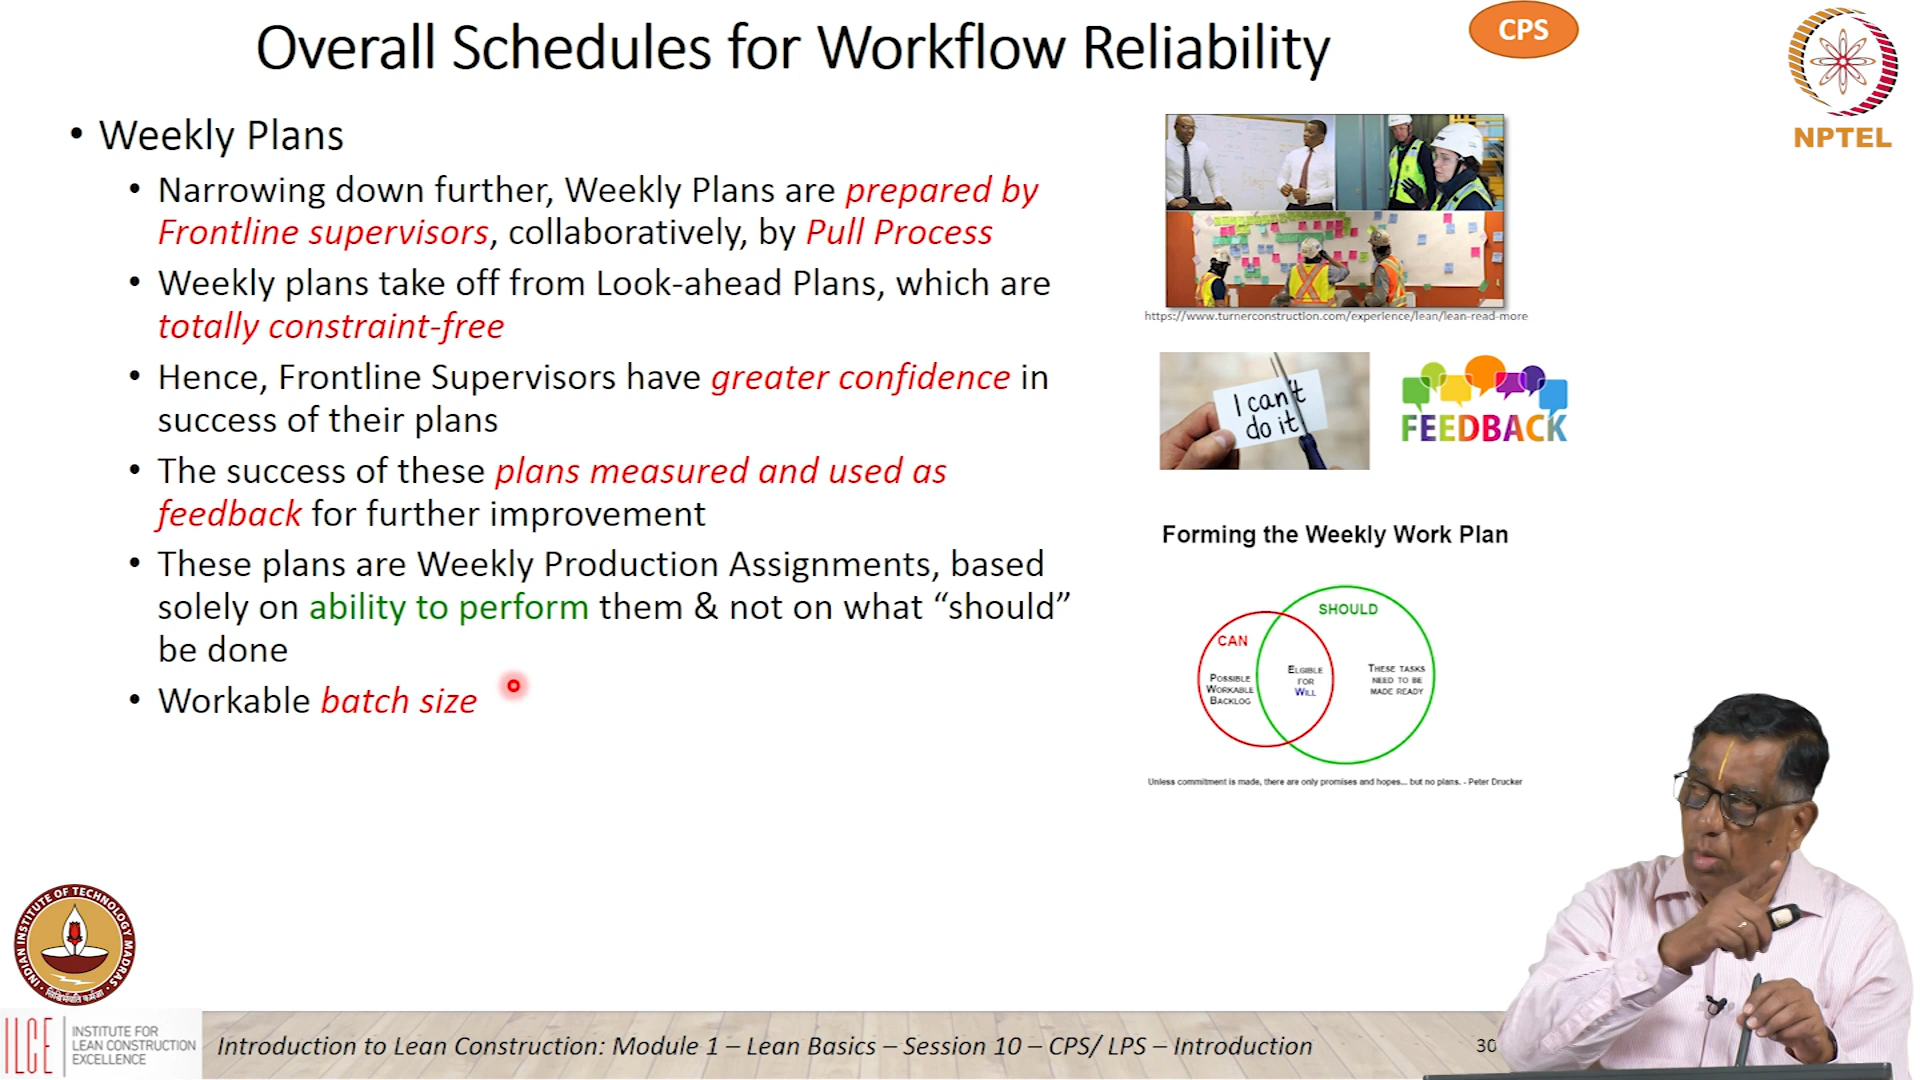 Overall Schedules for Workflow Reliability
CPS
NPTEL
• Weekly Plans
• Narrowing down further, Weekly Plans are prepared by
Frontline supervisors, collaboratively, by Pull Process
• Weekly plans take off from Look-ahead Plans, which are
totally constraint-free
• Hence, Frontline Supervisors have greater confidence in
success of their plans
• The success of these plans measured and used as
feedback for further improvement
• These plans are Weekly Production Assignments, based
solely on ability to perform them & not on what “should”
be done
• Workable batch size
https://www.turnerconstruction.com/experience/lean/lean-read-more
I can't
do it
FEEDBACK
Forming the Weekly Work Plan
SHOULD
CAN
POSSIBLE
WORKABLE
BACKLOG
ELGIBLE
FOR
WILL
THESE TASKS
NEED TO BE
MADE READY
Unless commitment is made, there are only promises and hopes... but no plans. - Peter Drucker
INDIAN INSTITUTE OF TECHNOLOGY MADRAS
ILCE
INSTITUTE FOR
LEAN CONSTRUCTION
EXCELLENCE
Introduction to Lean Construction: Module 1 – Lean Basics – Session 10 – CPS/ LPS – Introduction
30